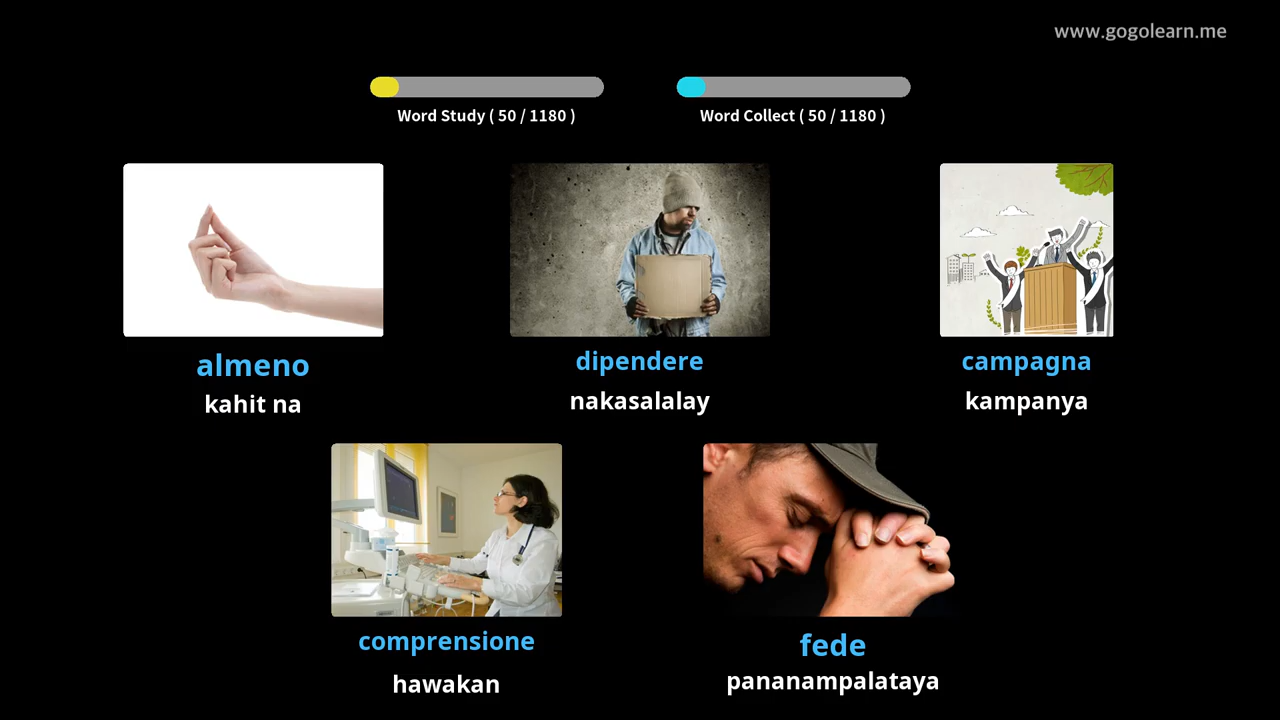 www.gogolearn.me
Word Study ( 50 / 1180 )
Word Collect ( 50 / 1180 )
almeno
kahit na
dipendere
nakasalalay
campagna
kampanya
comprensione
hawakan
fede
pananampalataya